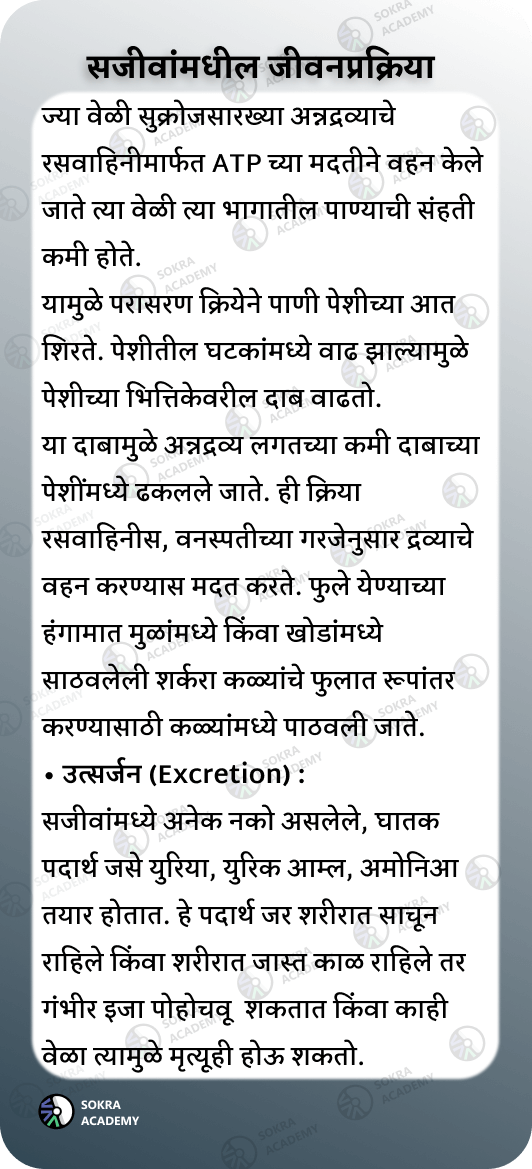 सजीवांमधील जीवनप्रक्रिया
ज्या वेळी सुक्रोजसारख्या अन्नद्रव्याचे
रसवाहिनीमार्फत ATP च्या मदतीने वहन केले
जाते त्या वेळी त्या भागातील पाण्याची संहती
कमी होते.
यामुळे परासरण क्रियेने पाणी पेशीच्या आत
शिरते. पेशीतील घटकांमध्ये वाढ झाल्यामुळे
पेशीच्या भित्तिकेवरील दाब वाढतो.
या दाबामुळे अन्नद्रव्य लगतच्या कमी दाबाच्या
पेशींमध्ये ढकलले जाते. ही क्रिया
रसवाहिनीस, वनस्पतीच्या गरजेनुसार द्रव्याचे
वहन करण्यास मदत करते. फुले येण्याच्या
हंगामात मुळांमध्ये किंवा खोडांमध्ये
साठवलेली शर्करा कळ्यांचे फुलात रूपांतर
करण्यासाठी कळ्यांमध्ये पाठवली जाते.
• उत्सर्जन (Excretion) :
सजीवांमध्ये अनेक नको असलेले, घातक
पदार्थ जसे युरिया, युरिक आम्ल, अमोनिआ
तयार होतात. हे पदार्थ जर शरीरात साचून
राहिले किंवा शरीरात जास्त काळ राहिले तर
गंभीर इजा पोहोचवू शकतात किंवा काही
वेळा त्यामुळे मृत्यूही होऊ शकतो.
SOKRA
ACADEMY